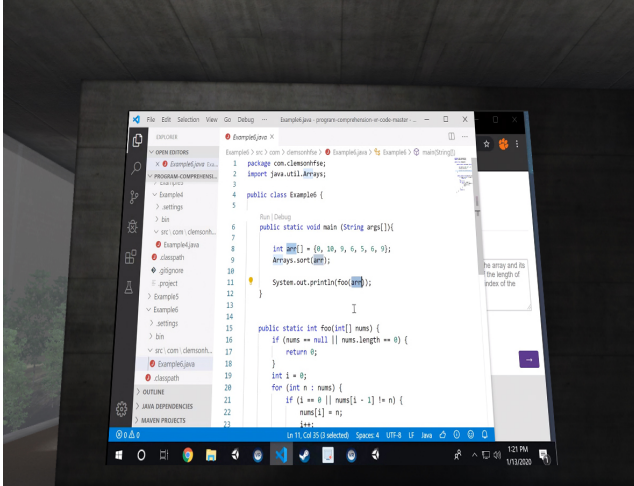 File Edit Selection View Go Debug ... Example6.java - program-comprehension-vr-code-master - ...
EXPLORER
Example6.java
OPEN EDITORS
Example6.java Exa...
PROGRAM-COMPREHENSI...
Example4
.settings
bin
src \ com \ clemsonh...
Example4.java
.classpath
.gitignore
.project
Example5
Example6
.settings
bin
src \ com \ clemsonh...
Example6.java
.classpath
OUTLINE
JAVA DEPENDENCIES
MAVEN PROJECTS
Example6 > src > com > clemsonhfse > Example6.java > Example6 > main(String[])
1 package com.clemsonhfse;
2 import java.util.Arrays;
3
4 public class Example6 {
5
Run | Debug
6 public static void main (String args[]){
7
8 int arr[] = {0, 10, 9, 6, 5, 6, 9};
9 Arrays.sort(arr);
10
11 System.out.println(foo(arr));
12 }
13
14
15 public static int foo(int[] nums) {
16 if (nums == null || nums.length == 0) {
17 return 0;
18 }
19 int i = 0;
20 for (int n : nums) {
21 if (i == 0 || nums[i - 1] != n) {
22 nums[i] = n;
23 i++;
he array and its
the length of
index of the
0 0
Ln 11, Col 35 (3 selected) Spaces: 4 UTF-8 LF Java
1:21 PM
1/13/2020